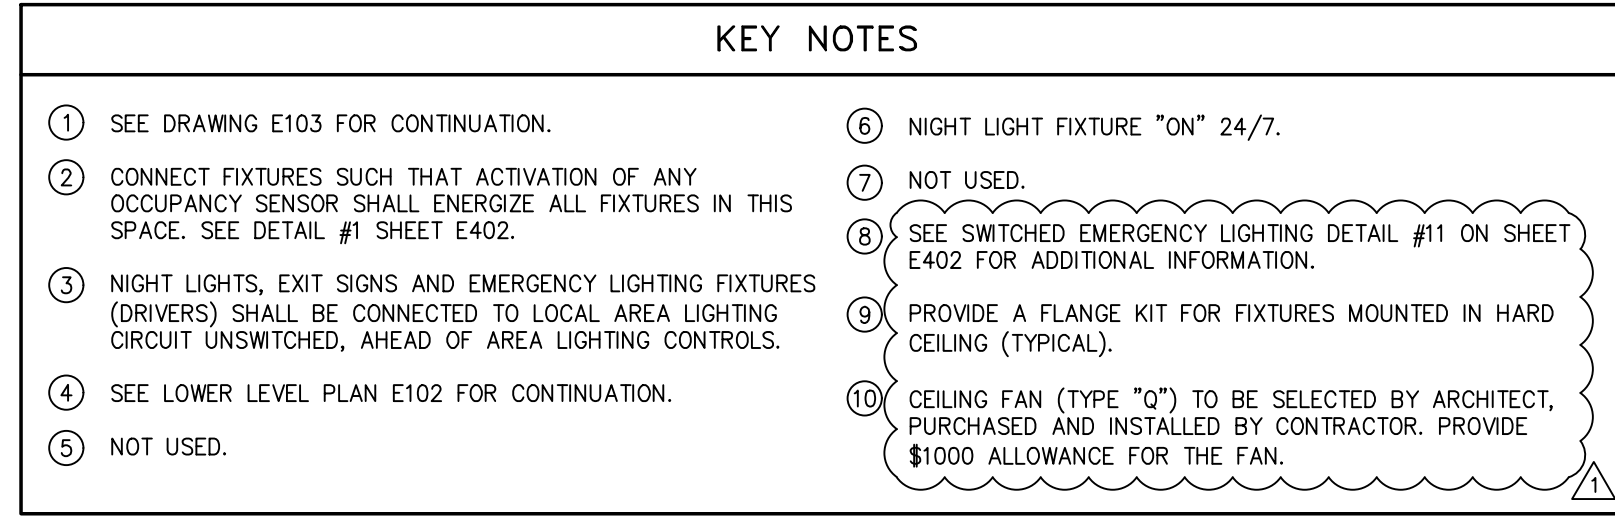 KEY NOTES
1 SEE DRAWING E103 FOR CONTINUATION.
2 CONNECT FIXTURES SUCH THAT ACTIVATION OF ANY
OCCUPANCY SENSOR SHALL ENERGIZE ALL FIXTURES IN THIS
SPACE. SEE DETAIL #1 SHEET E402.
3 NIGHT LIGHTS, EXIT SIGNS AND EMERGENCY LIGHTING FIXTURES
(DRIVERS) SHALL BE CONNECTED TO LOCAL AREA LIGHTING
CIRCUIT UNSWITCHED, AHEAD OF AREA LIGHTING CONTROLS.
4 SEE LOWER LEVEL PLAN E102 FOR CONTINUATION.
5 NOT USED.
6 NIGHT LIGHT FIXTURE "ON" 24/7.
7 NOT USED.
8 SEE SWITCHED EMERGENCY LIGHTING DETAIL #11 ON SHEET
E402 FOR ADDITIONAL INFORMATION.
9 PROVIDE A FLANGE KIT FOR FIXTURES MOUNTED IN HARD
CEILING (TYPICAL).
10 CEILING FAN (TYPE "Q") TO BE SELECTED BY ARCHITECT,
PURCHASED AND INSTALLED BY CONTRACTOR. PROVIDE
$1000 ALLOWANCE FOR THE FAN.
1